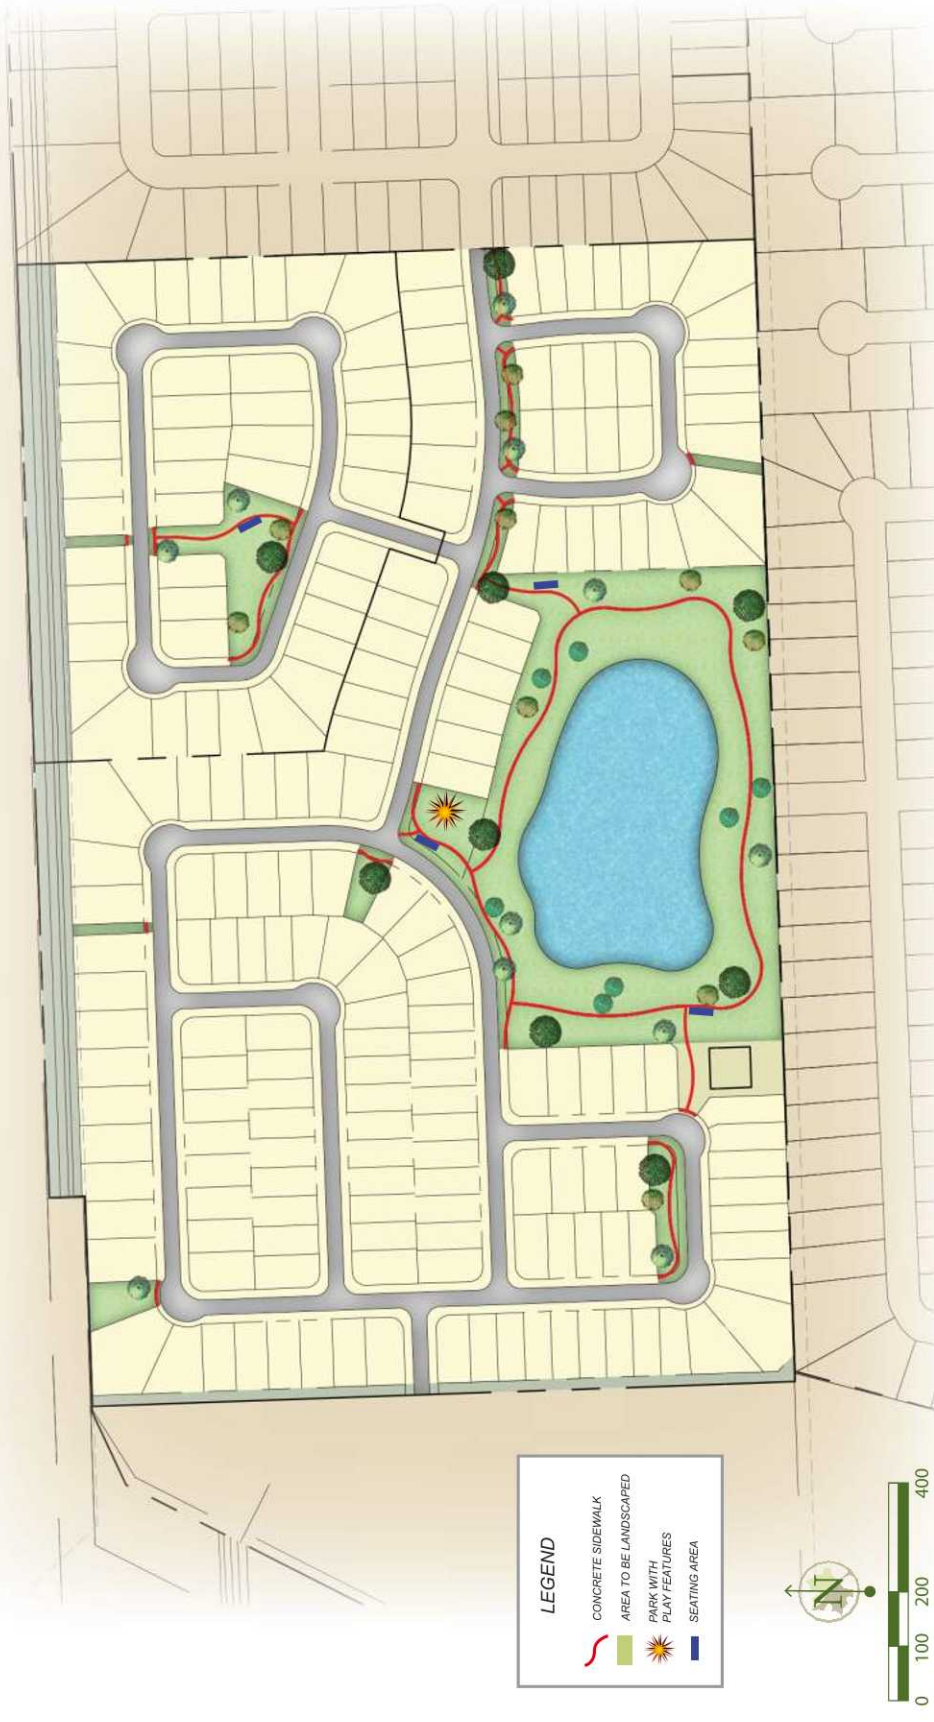 LEGEND
CONCRETE SIDEWALK
AREA TO BE LANDSCAPED
PARK WITH
PLAY FEATURES
SEATING AREA
N
0 100 200 400